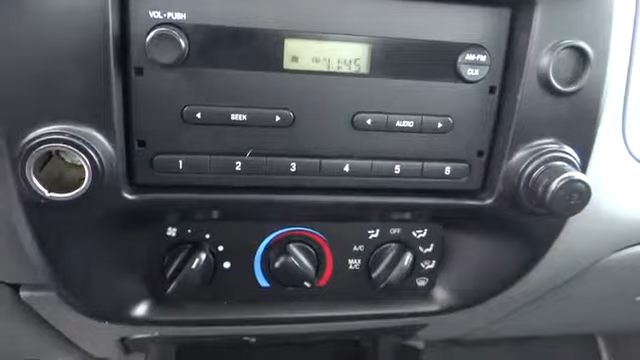 VOL • PUSH
AM-FM
CLK
SEEK
AUDIO
1 2 3 4 5 6
OFF
A/C
MAX
A/C